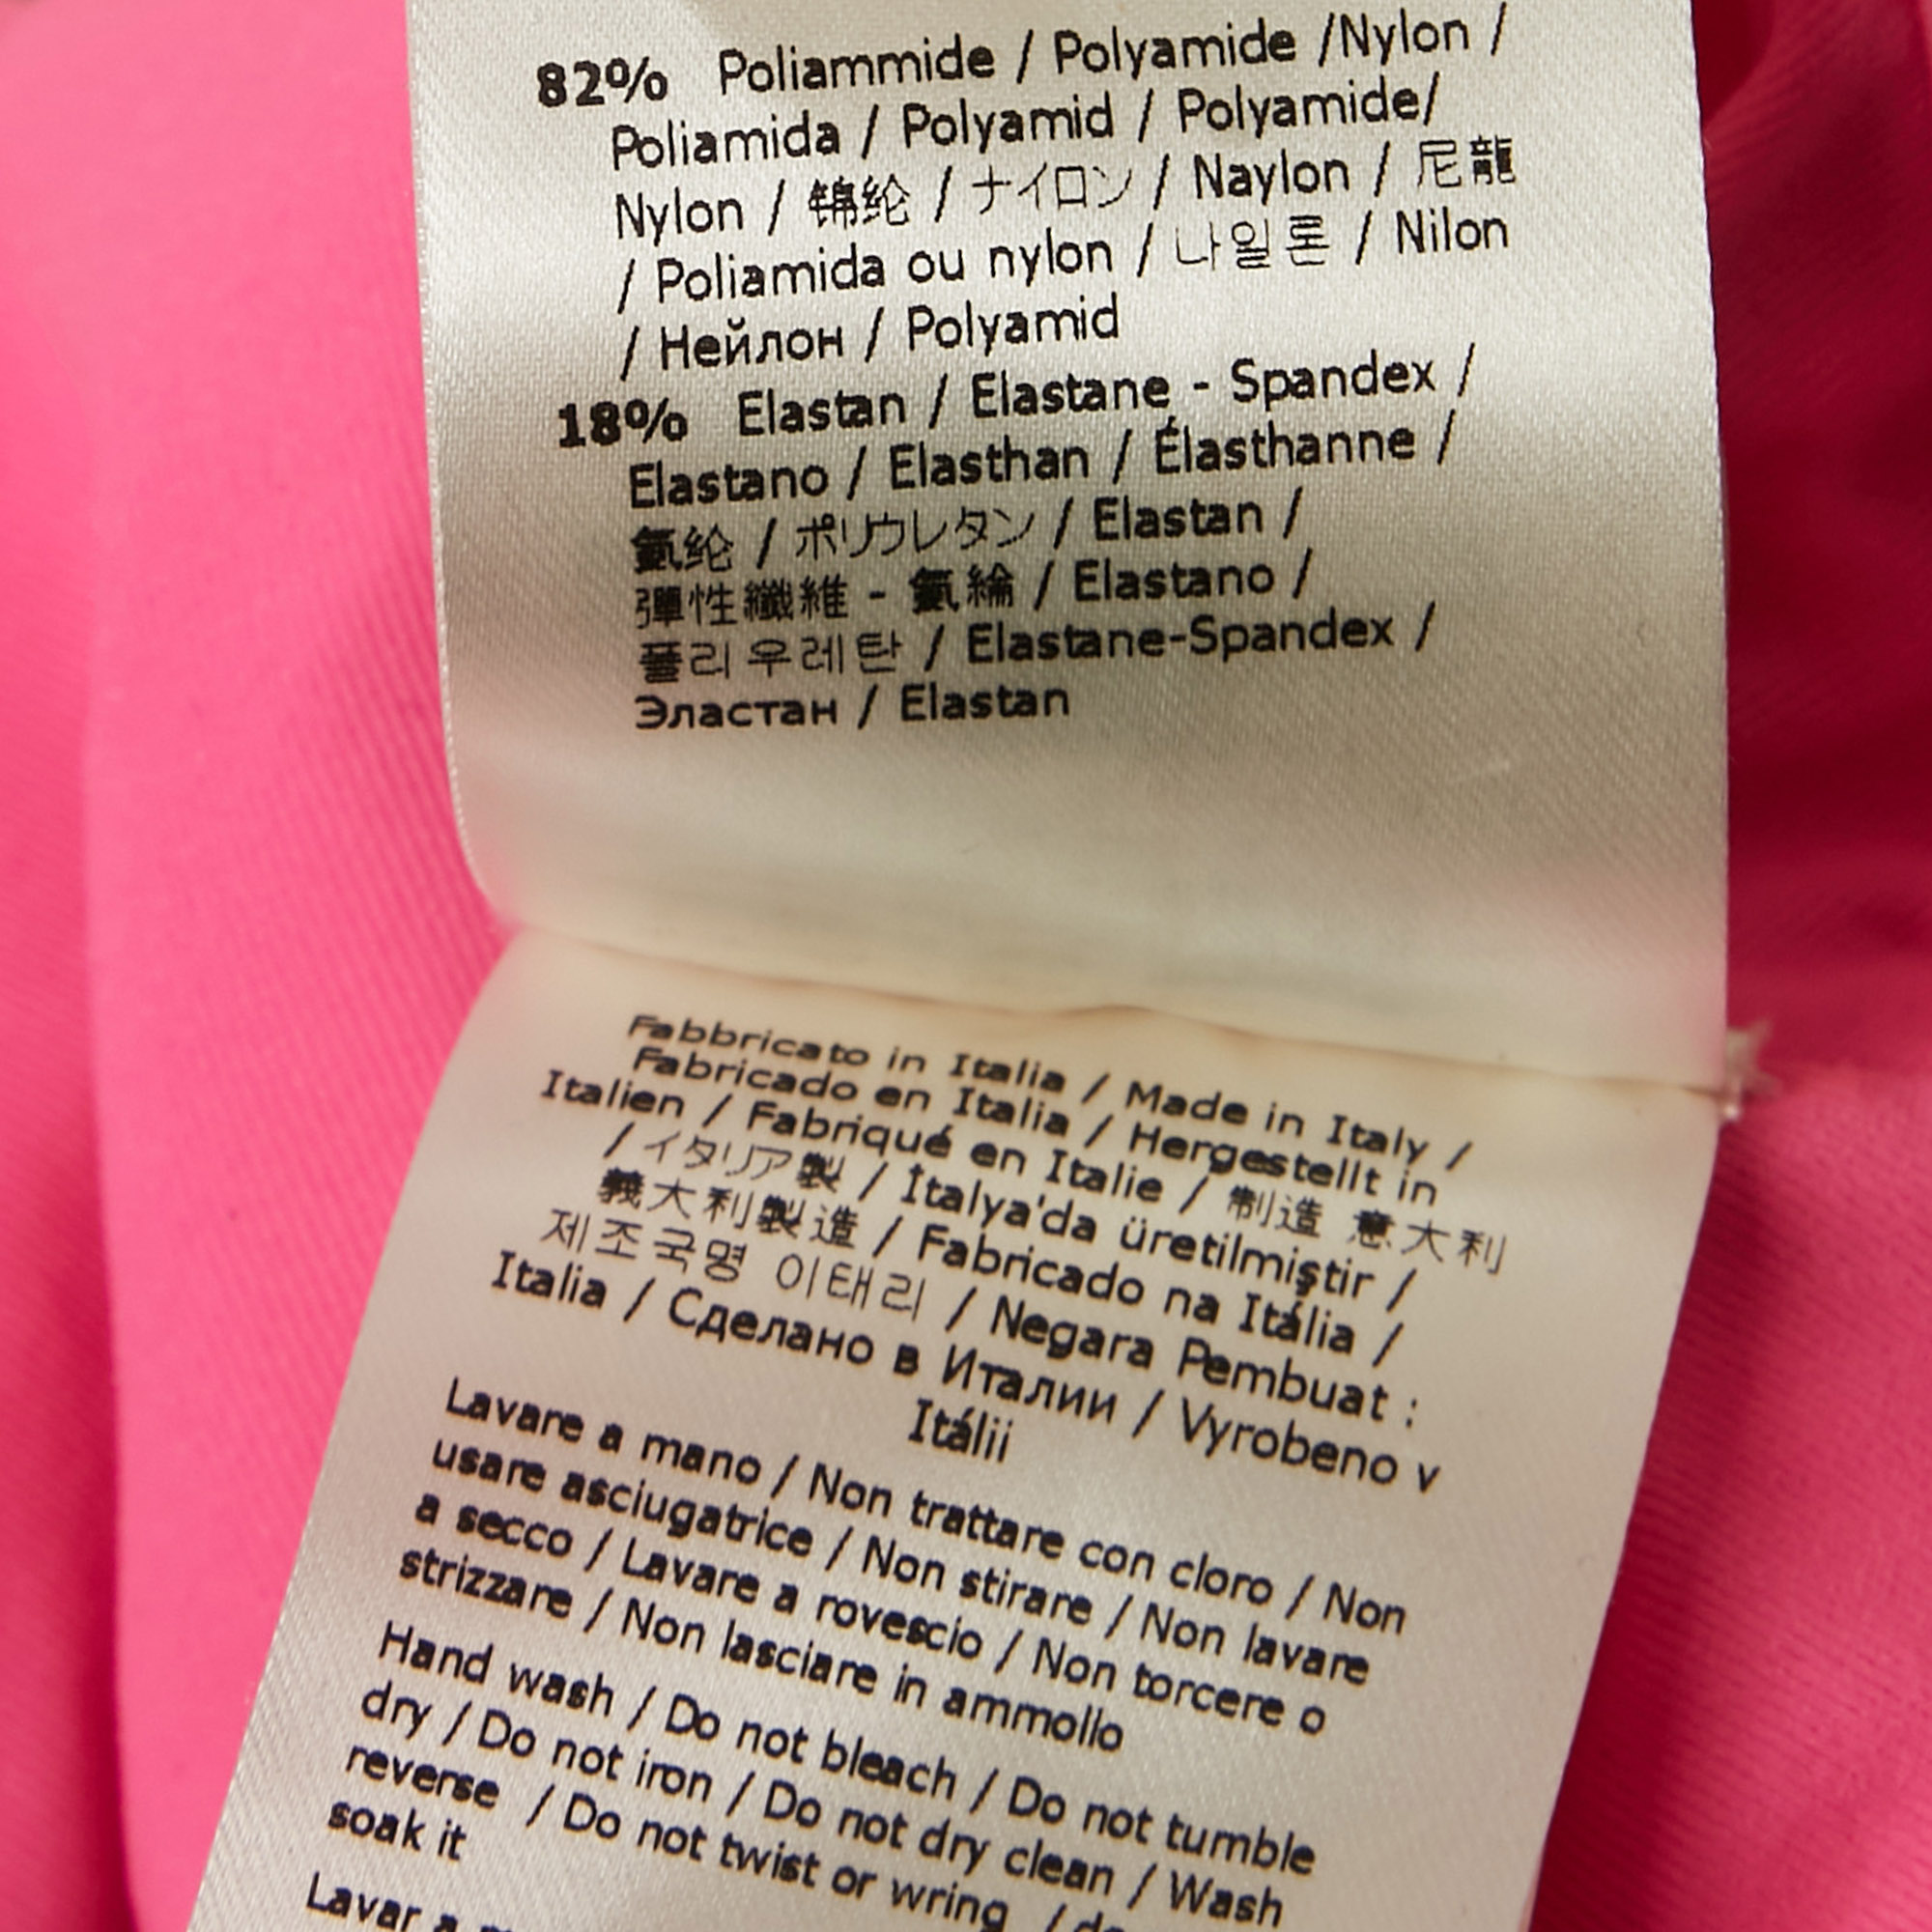 82% Poliammide / Polyamide /Nylon /
Poliamida / Polyamid / Polyamide/
Nylon / 锦纶 / ナイロン / Naylon / 尼龍
/ Poliamida ou nylon / 나일론 / Nilon
/ Нейлон / Polyamid
18% Elastan / Elastane - Spandex /
Elastano / Elasthan / Élasthanne /
氨纶 / ポリウレタン / Elastan /
彈性纖維 - 氨綸 / Elastano /
폴리우레탄 / Elastane-Spandex /
Эластан / Elastan
Fabbricato in Italia / Made in Italy /
Fabricado en Italia / Hergestellt in
Italien / Fabriqué en Italie / 制造 意大利
/ イタリア製 / İtalya'da üretilmiştir /
義大利製造 / Fabricado na Itália /
제조국명 이태리 / Negara Pembuat :
Italia / Сделано в Италии / Vyrobeno v
Itálii
Lavare a mano / Non trattare con cloro / Non
usare asciugatrice / Non stirare / Non lavare
a secco / Lavare a rovescio / Non torcere o
strizzare / Non lasciare in ammollo
Hand wash / Do not bleach / Do not tumble
dry / Do not iron / Do not dry clean / Wash
reverse / Do not twist or wring /
soak it
Lavar a